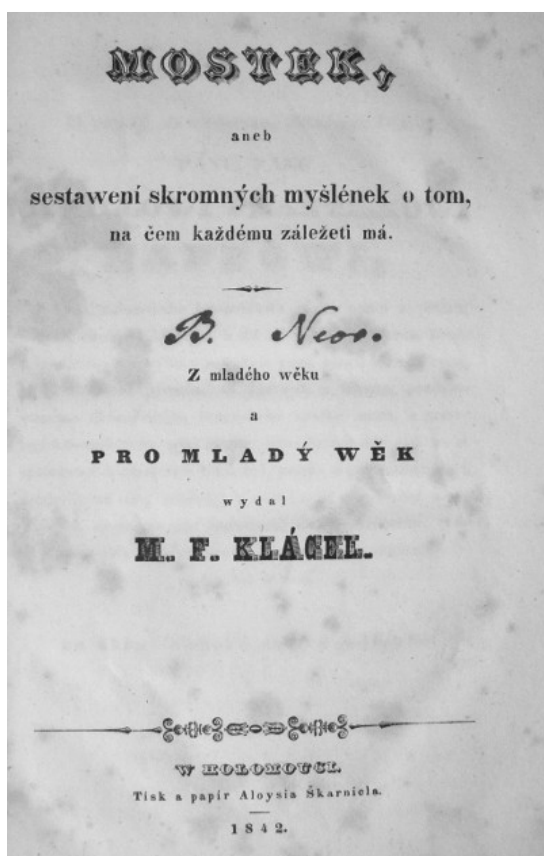 MOSTEK,
aneb
sestawení skromných myšlének o tom,
na čem každému záležeti má.
B. Neor.
Z mladého wěku
a
PRO MLADÝ WĚK
wydal
M. F. KLÁCEL.
W HOLOMOUCI.
Tisk a papír Aloysia Škarnicla.
1842.